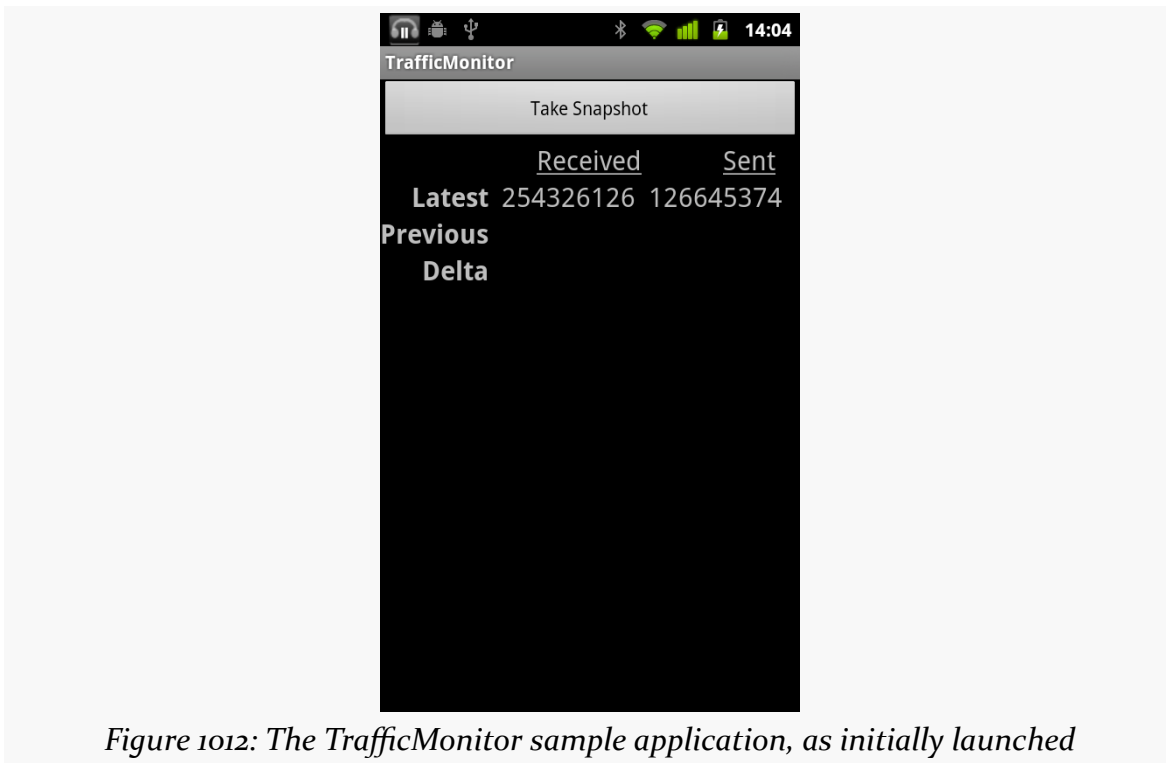 14:04
TrafficMonitor
Take Snapshot
Received Sent
Latest 254326126 126645374
Previous
Delta
Figure 1012: The TrafficMonitor sample application, as initially launched